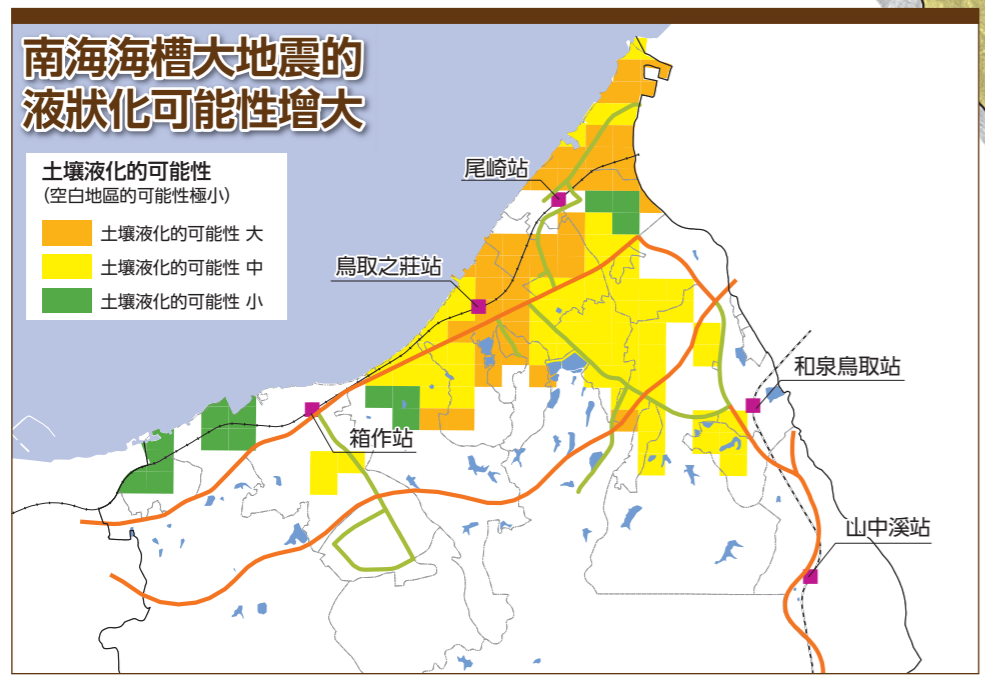 南海海槽大地震的
液狀化可能性增大
土壤液化的可能性
(空白地區的可能性極小)
土壤液化的可能性 大
土壤液化的可能性 中
土壤液化的可能性 小
尾崎站
鳥取之莊站
和泉鳥取站
箱作站
山中溪站